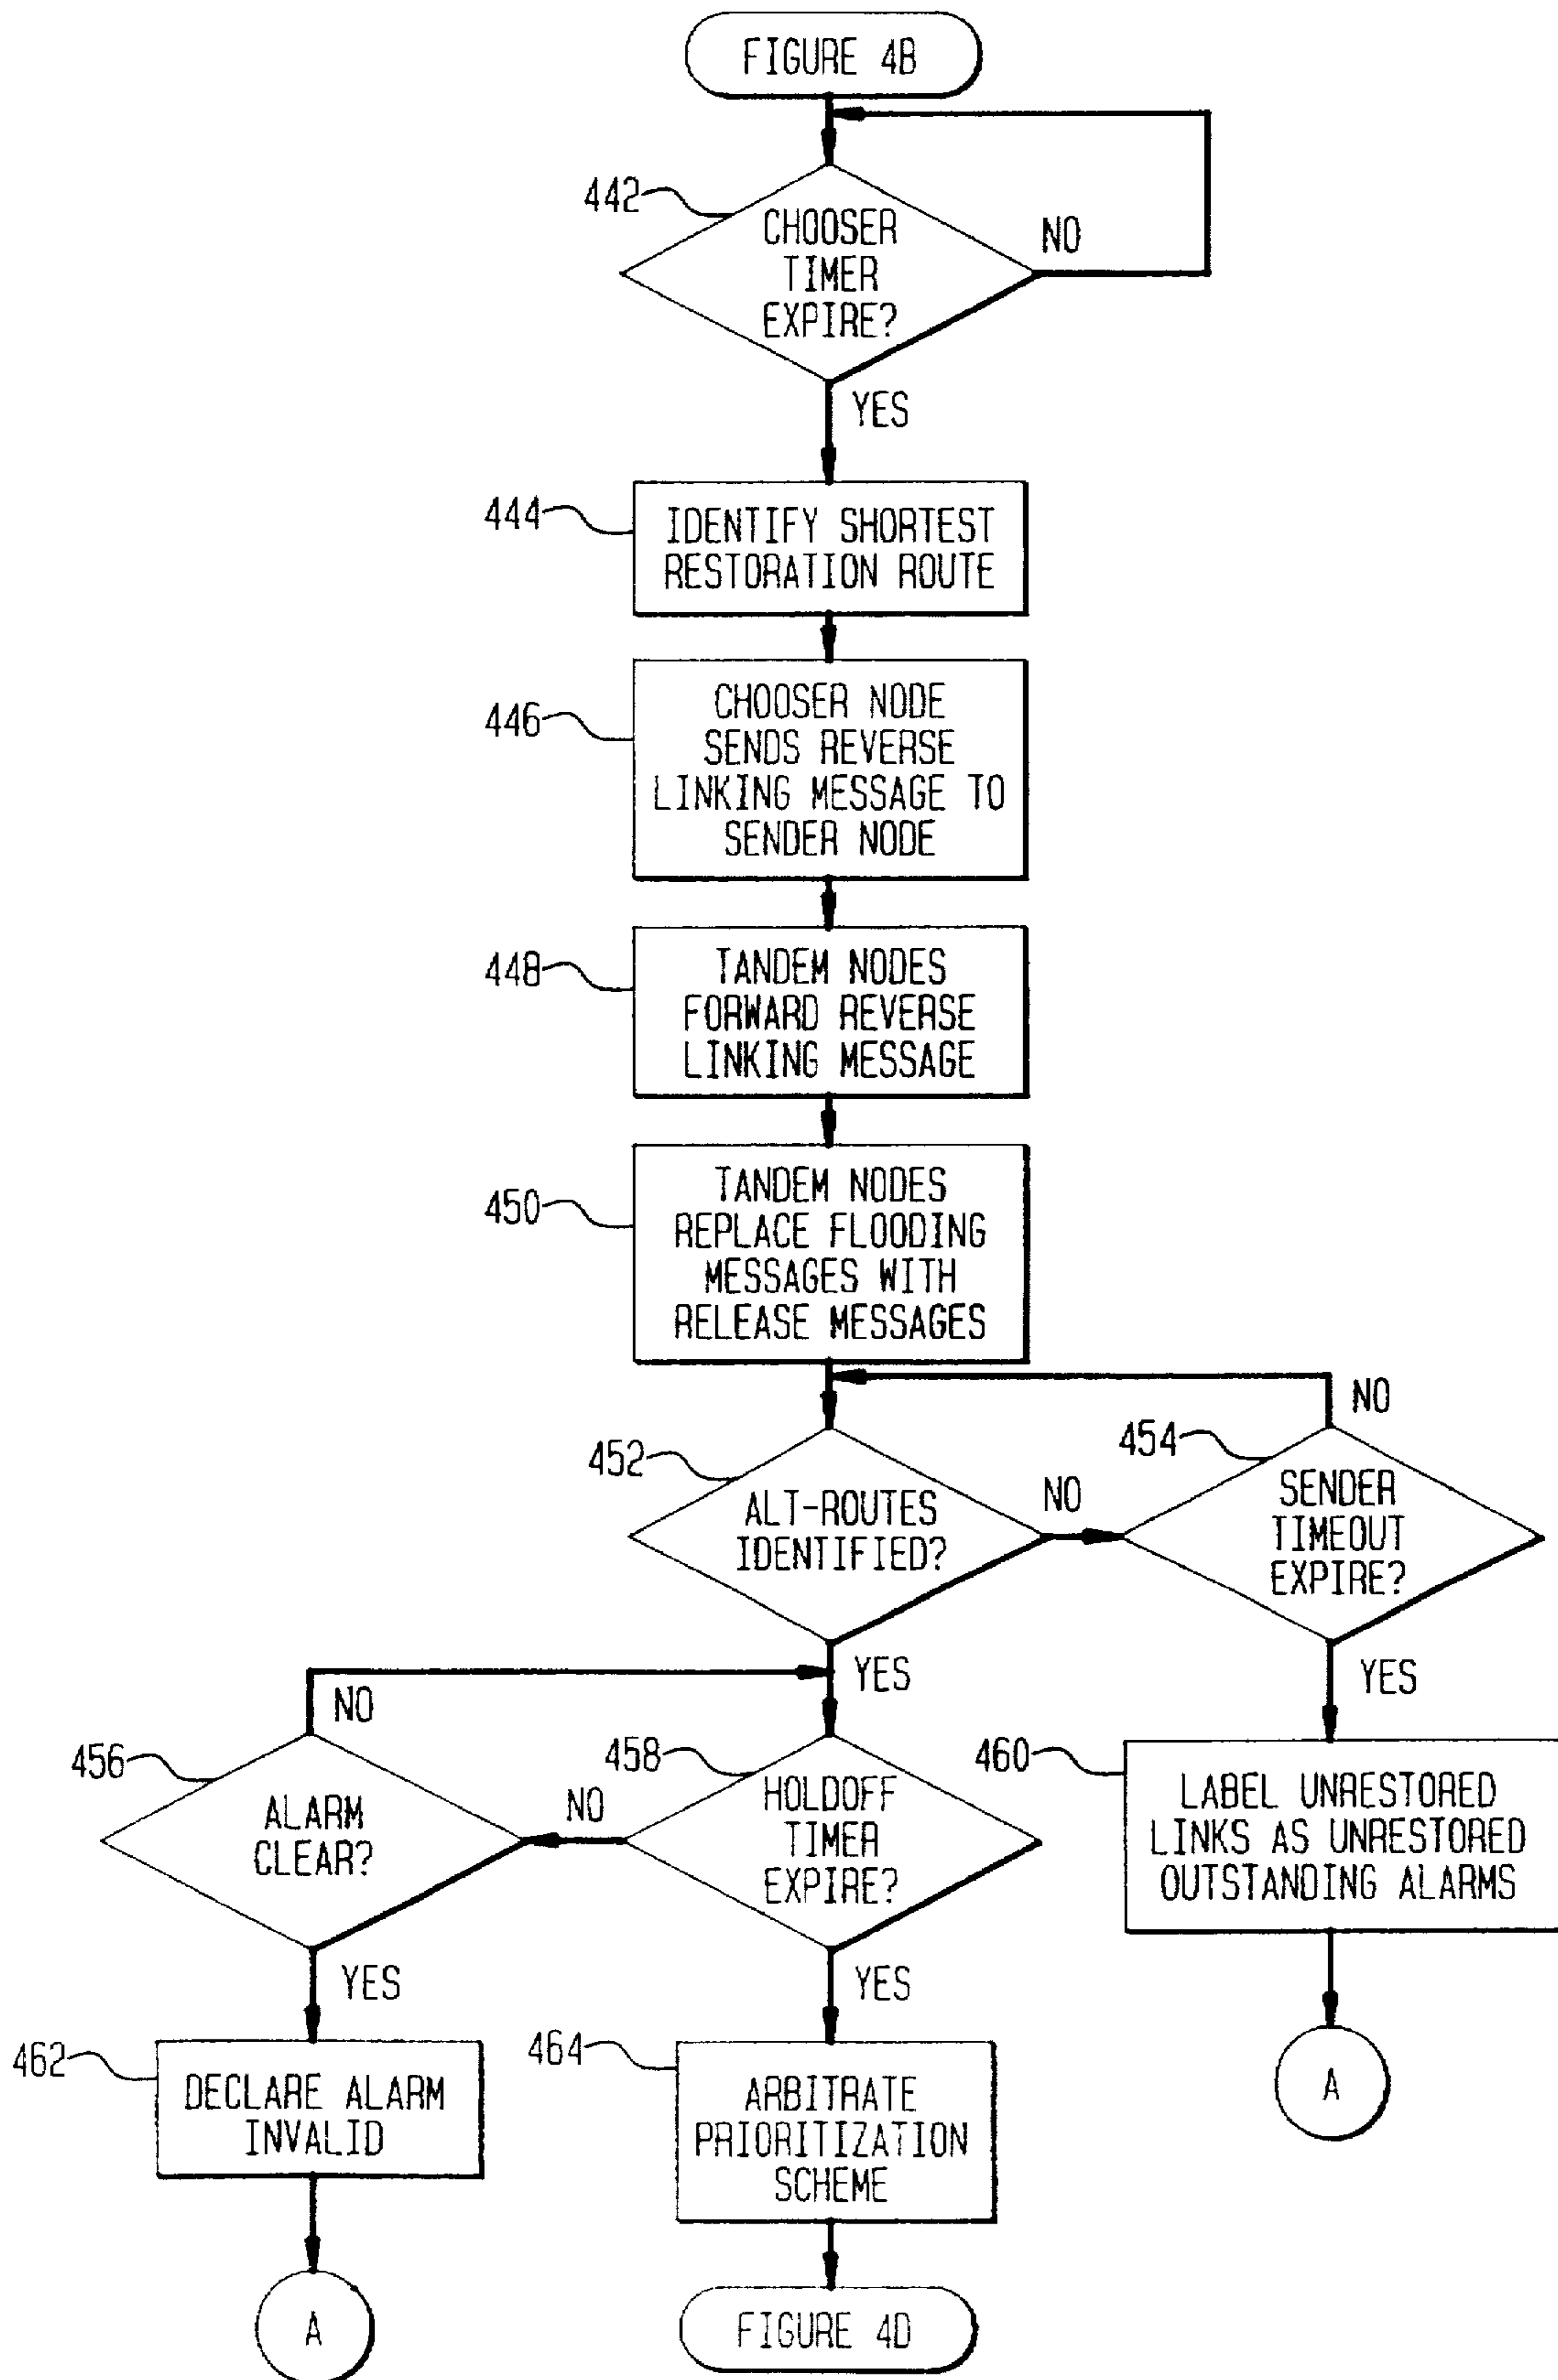 FIGURE 4B
442
CHOOSER
TIMER
EXPIRE?
NO
YES
444
IDENTIFY SHORTEST
RESTORATION ROUTE
446
CHOOSER NODE
SENDS REVERSE
LINKING MESSAGE TO
SENDER NODE
448
TANDEM NODES
FORWARD REVERSE
LINKING MESSAGE
450
TANDEM NODES
REPLACE FLOODING
MESSAGES WITH
RELEASE MESSAGES
452
ALT-ROUTES
IDENTIFIED?
NO
YES
454
SENDER
TIMEOUT
EXPIRE?
NO
YES
456
ALARM
CLEAR?
NO
YES
458
HOLDOFF
TIMER
EXPIRE?
NO
YES
460
LABEL UNRESTORED
LINKS AS UNRESTORED
OUTSTANDING ALARMS
A
462
DECLARE ALARM
INVALID
A
464
ARBITRATE
PRIORITIZATION
SCHEME
FIGURE 4D